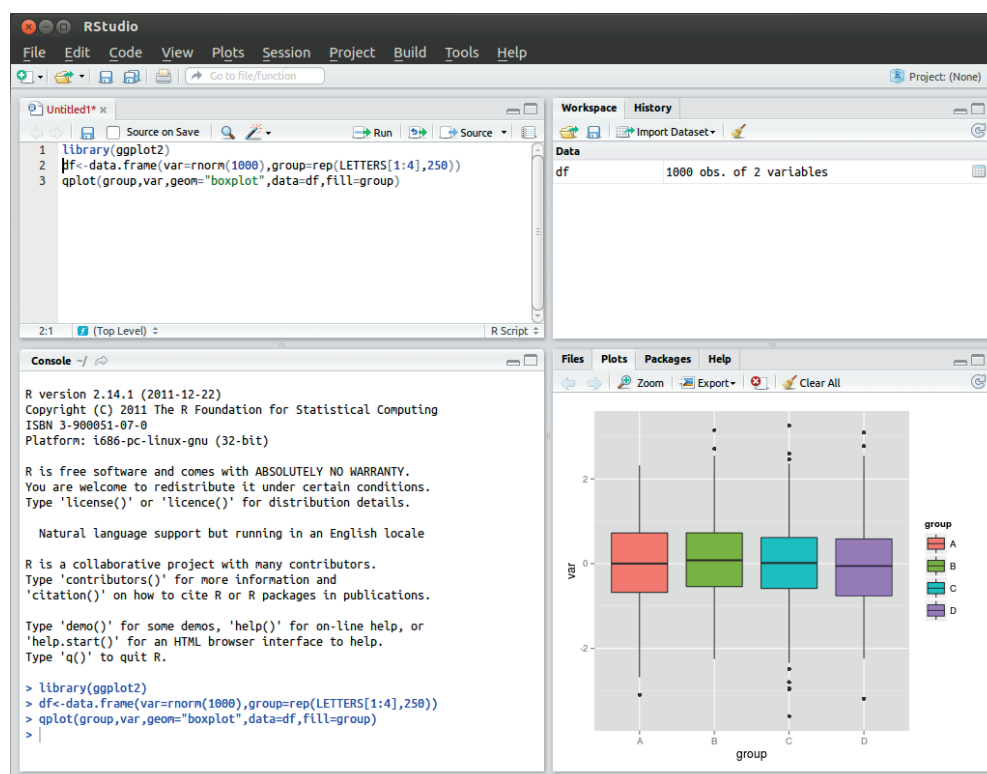 RStudio
File Edit Code View Plots Session Project Build Tools Help
Go to file/function
Project: (None)
Untitled1*
Source on Save Run Source
1 library(ggplot2)
2 df<-data.frame(var=rnorm(1000),group=rep(LETTERS[1:4],250))
3 qplot(group,var,geom="boxplot",data=df,fill=group)
2:1 (Top Level) R Script
Console ~/
R version 2.14.1 (2011-12-22)
Copyright (C) 2011 The R Foundation for Statistical Computing
ISBN 3-900051-07-0
Platform: i686-pc-linux-gnu (32-bit)
R is free software and comes with ABSOLUTELY NO WARRANTY.
You are welcome to redistribute it under certain conditions.
Type 'license()' or 'licence()' for distribution details.
Natural language support but running in an English locale
R is a collaborative project with many contributors.
Type 'contributors()' for more information and
'citation()' on how to cite R or R packages in publications.
Type 'demo()' for some demos, 'help()' for on-line help, or
'help.start()' for an HTML browser interface to help.
Type 'q()' to quit R.
> library(ggplot2)
> df<-data.frame(var=rnorm(1000),group=rep(LETTERS[1:4],250))
> qplot(group,var,geom="boxplot",data=df,fill=group)
>
Workspace History
Import Dataset
Data
df 1000 obs. of 2 variables
Files Plots Packages Help
Zoom Export Clear All
2
0
-2
var
A B C D
group
group
A
B
C
D